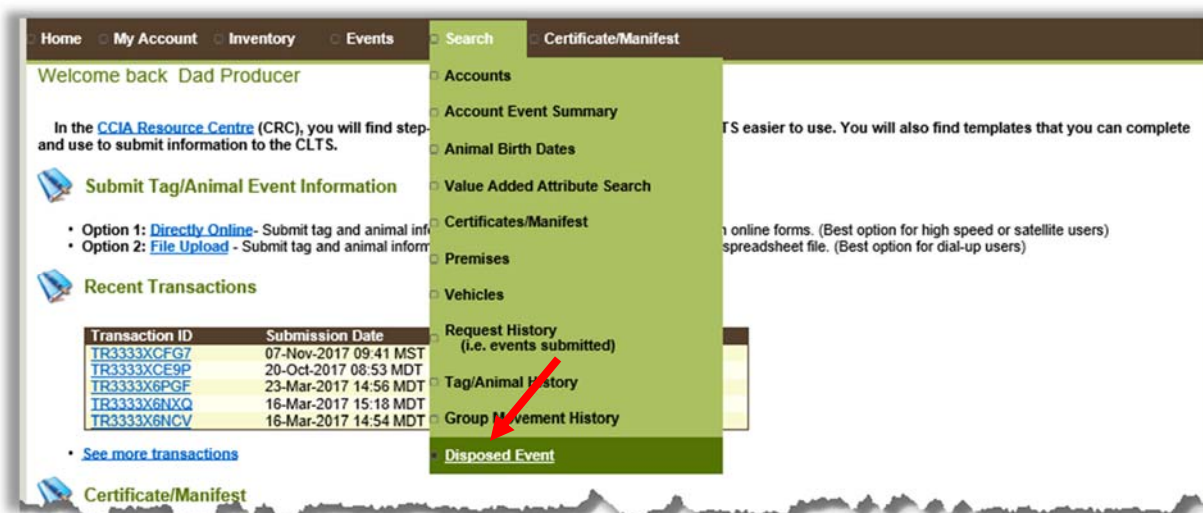 Home My Account Inventory Events Search Certificate/Manifest
Welcome back Dad Producer
In the CCIA Resource Centre (CRC), you will find step- TS easier to use. You will also find templates that you can complete
and use to submit information to the CLTS.
Submit Tag/Animal Event Information
• Option 1: Directly Online- Submit tag and animal inf online forms. (Best option for high speed or satellite users)
• Option 2: File Upload - Submit tag and animal inform spreadsheet file. (Best option for dial-up users)
Recent Transactions
Transaction ID Submission Date
TR3333XCFG7 07-Nov-2017 09:41 MST
TR3333XCE9P 20-Oct-2017 08:53 MDT
TR3333X6PGF 23-Mar-2017 14:56 MDT
TR3333X6NXQ 16-Mar-2017 15:18 MDT
TR3333X6NCV 16-Mar-2017 14:54 MDT
• See more transactions
Certificate/Manifest
Accounts
Account Event Summary
Animal Birth Dates
Value Added Attribute Search
Certificates/Manifest
Premises
Vehicles
Request History
(i.e. events submitted)
Tag/Animal History
Group Movement History
Disposed Event